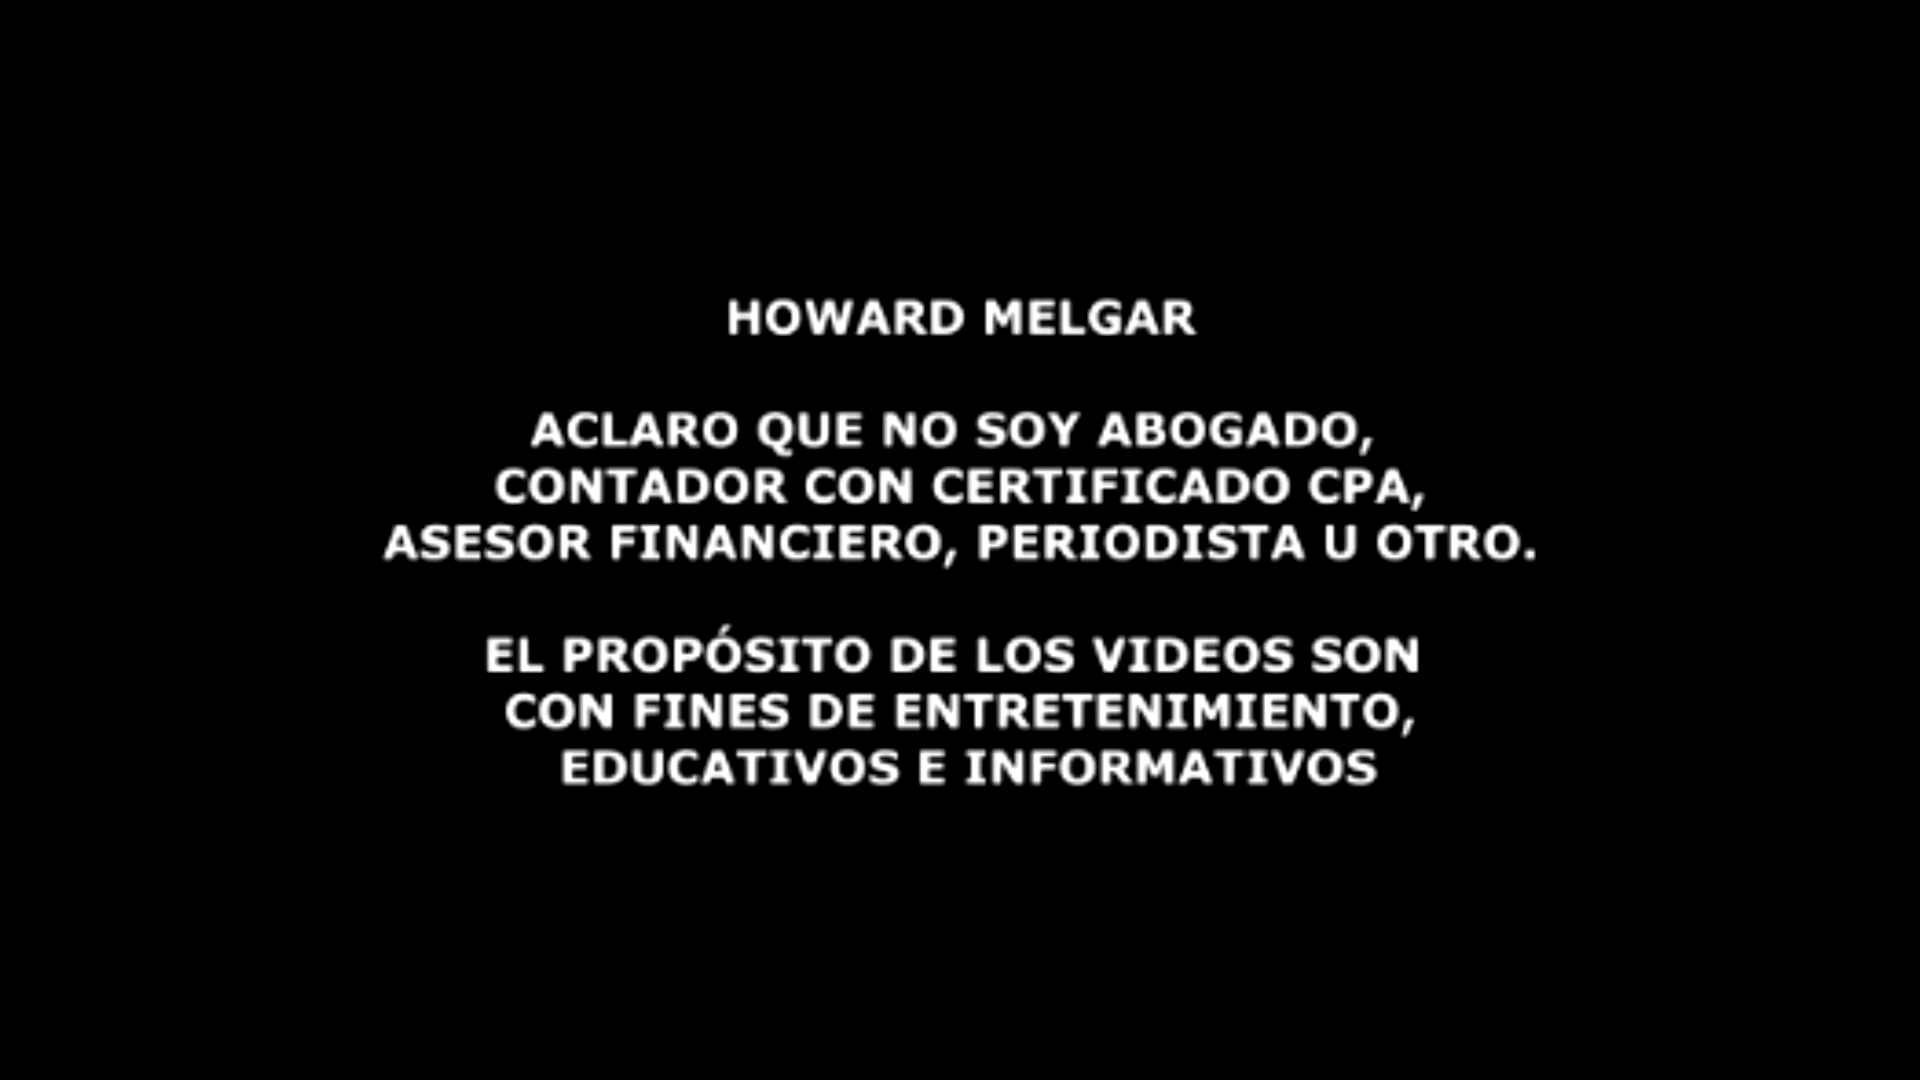 HOWARD MELGAR
ACLARO QUE NO SOY ABOGADO,
CONTADOR CON CERTIFICADO CPA,
ASESOR FINANCIERO, PERIODISTA U OTRO.
EL PROPÓSITO DE LOS VIDEOS SON
CON FINES DE ENTRETENIMIENTO,
EDUCATIVOS E INFORMATIVOS